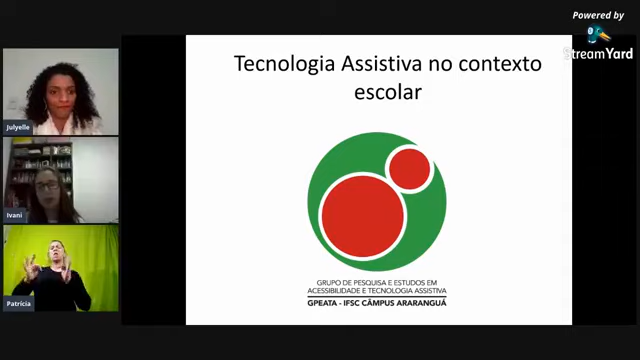 Powered by
StreamYard
Tecnologia Assistiva no contexto
escolar
Julyelle
Ivani
Patrícia
GRUPO DE PESQUISA E ESTUDOS EM
ACESSIBILIDADE E TECNOLOGIA ASSISTIVA
GPEATA - IFSC CÂMPUS ARARANGUÁ